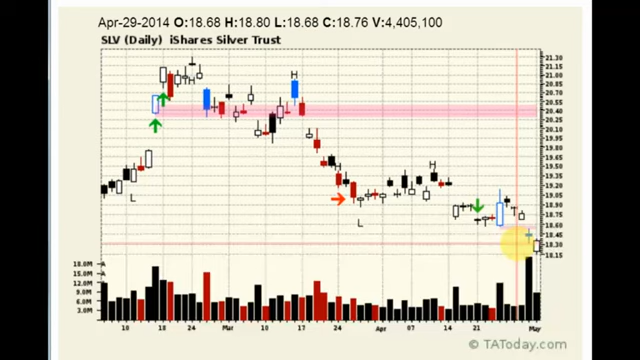 Apr-29-2014 O:18.68 H:18.80 L:18.68 C:18.76 V:4,405,100
SLV (Daily) iShares Silver Trust
21.30
21.15
21.00
20.85
20.70
20.55
20.40
20.25
20.10
19.95
19.80
19.65
19.50
19.35
19.20
19.05
18.90
18.75
18.60
18.45
18.30
18.15
H
H
H
H
L
L
18.0M
15.0M
12.0M
9.0M
6.0M
3.0M
10 18 24 Mar 10 17 24 Apr 07 14 21 May
© TAToday.com